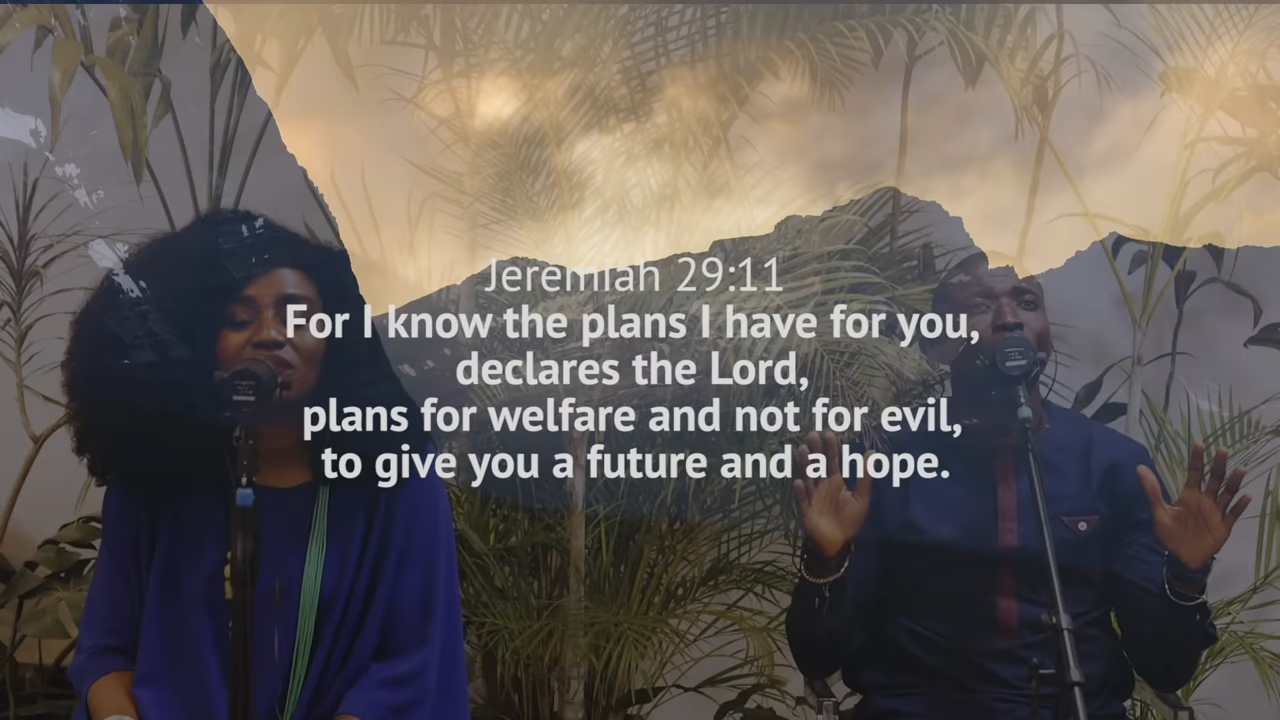 Jeremiah 29:11
For I know the plans I have for you,
declares the Lord,
plans for welfare and not for evil,
to give you a future and a hope.